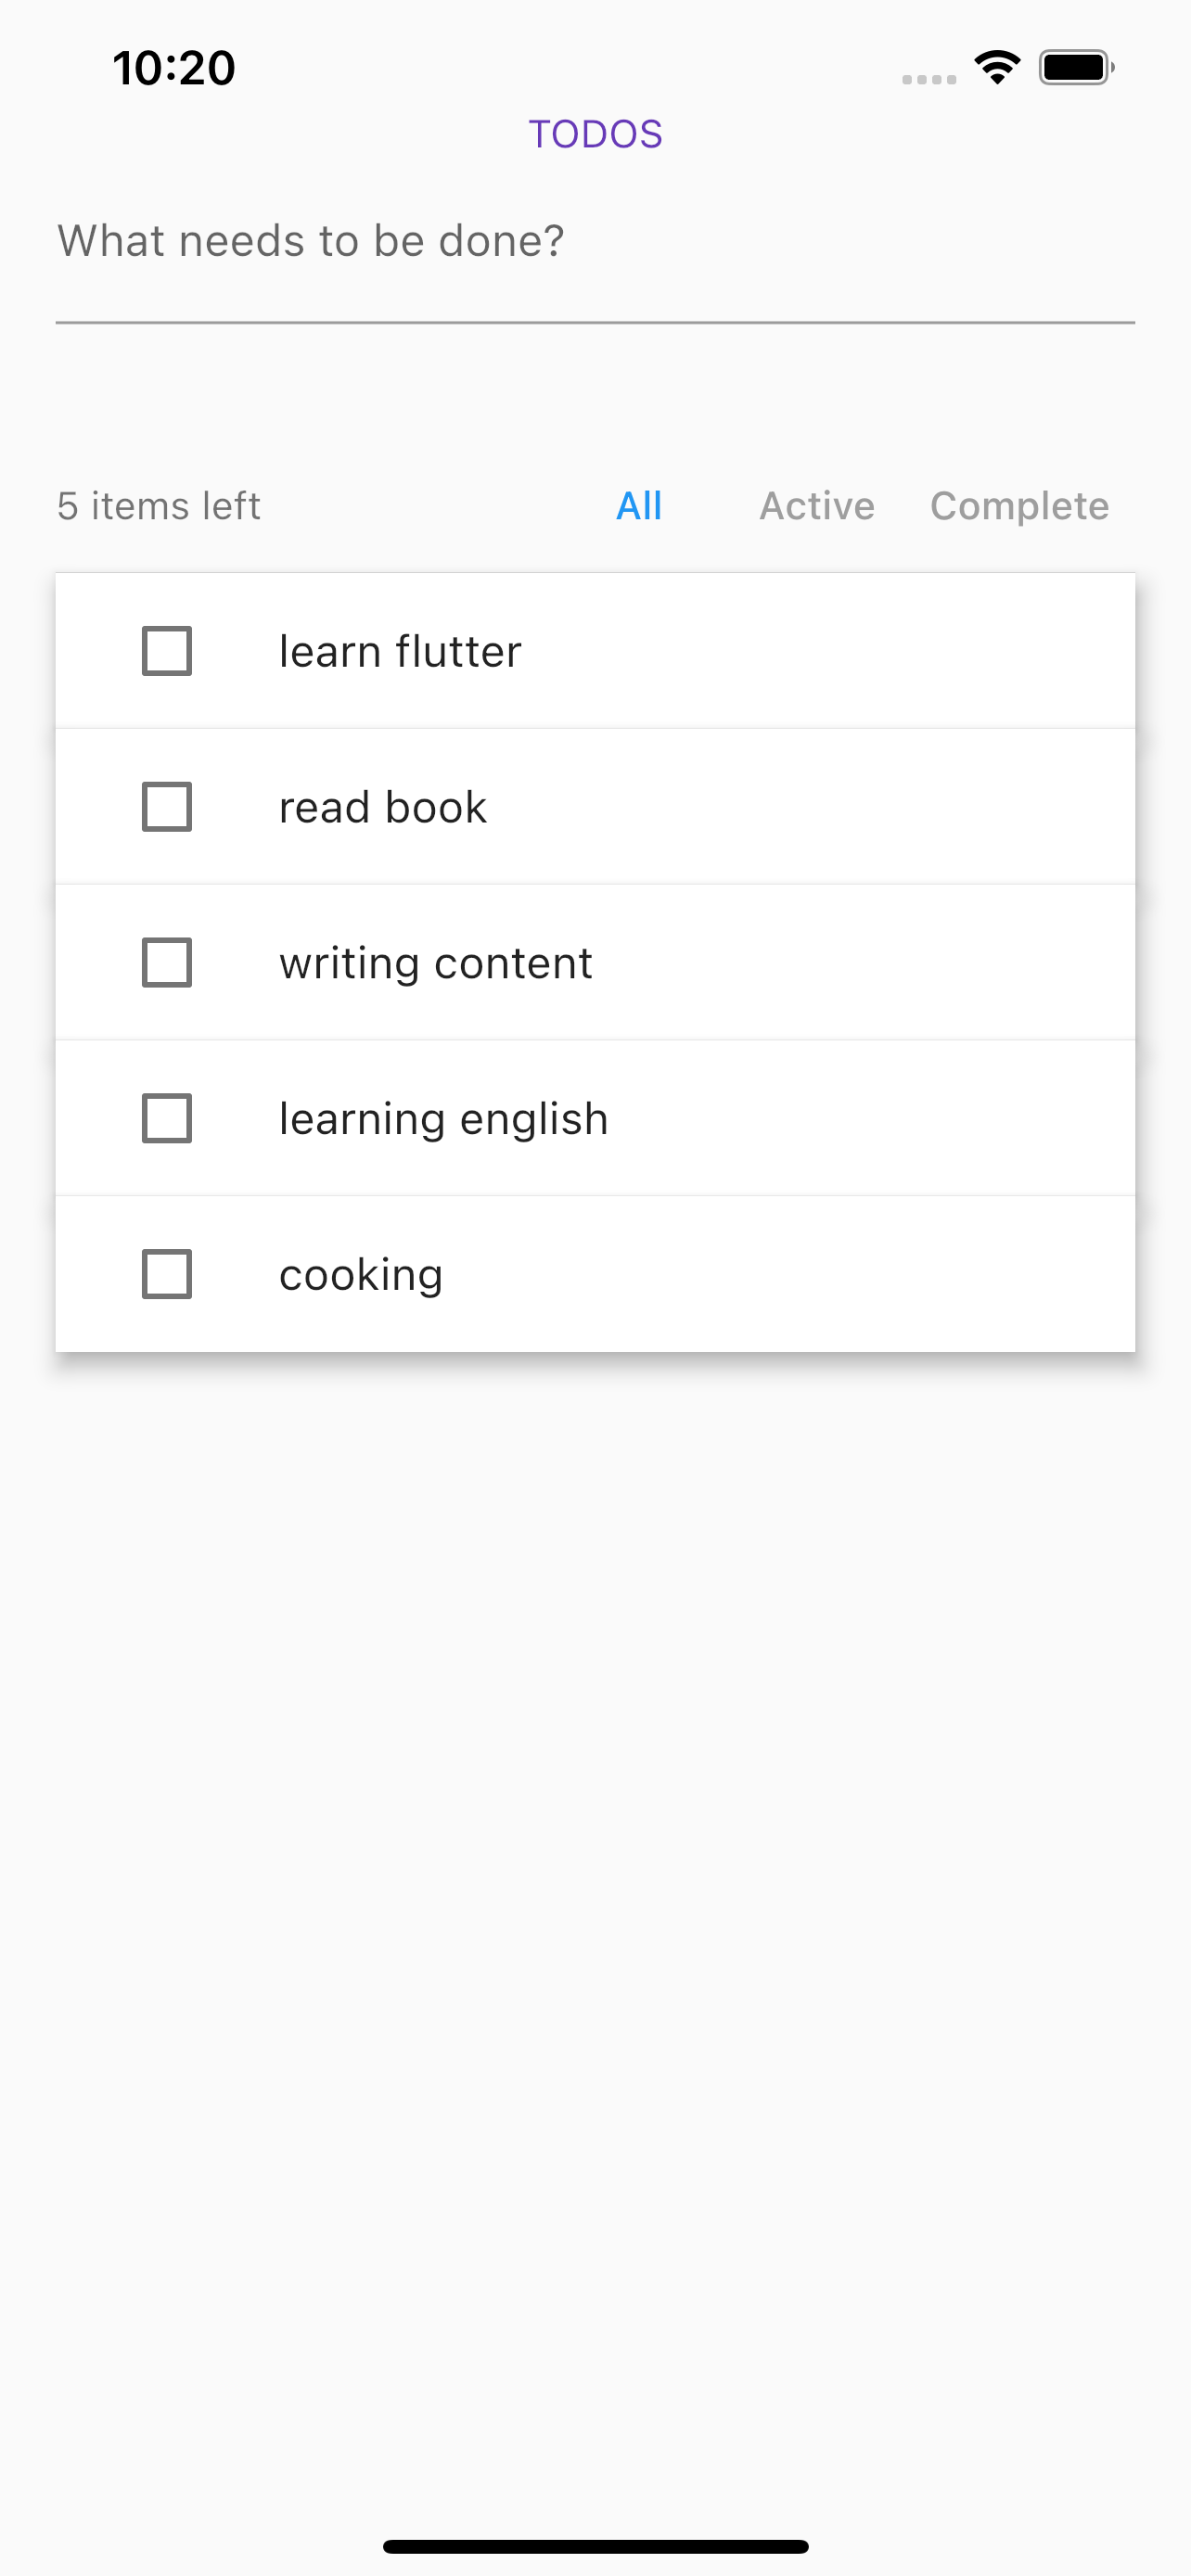 10:20
TODOS
What needs to be done?
5 items left All Active Complete
learn flutter
read book
writing content
learning english
cooking